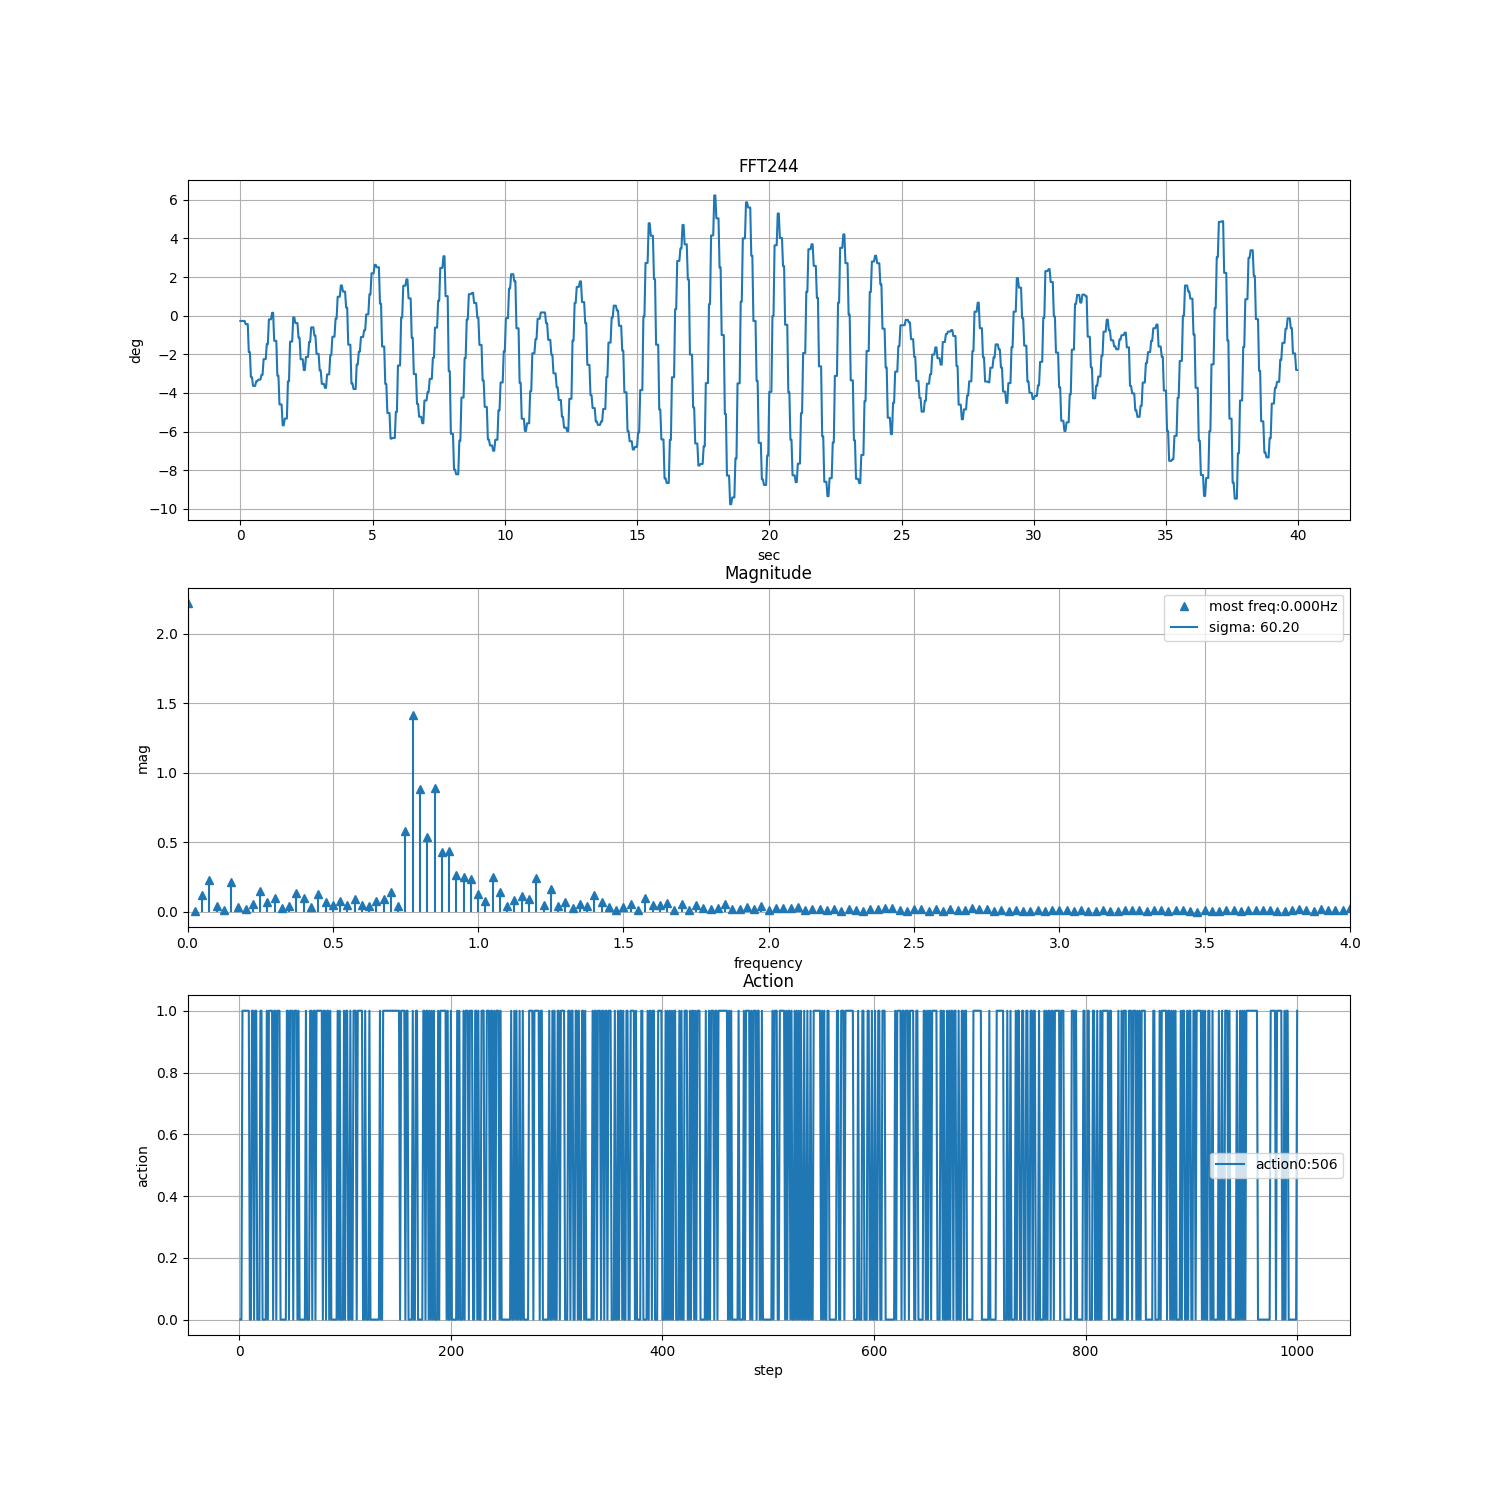 FFT244
6
4
2
0
−2
−4
−6
−8
−10
deg
0 5 10 15 20 25 30 35 40
sec
Magnitude
most freq:0.000Hz
sigma: 60.20
2.0
1.5
1.0
0.5
0.0
mag
0.0 0.5 1.0 1.5 2.0 2.5 3.0 3.5 4.0
frequency
Action
1.0
0.8
0.6
0.4
0.2
0.0
action
action0:506
0 200 400 600 800 1000
step